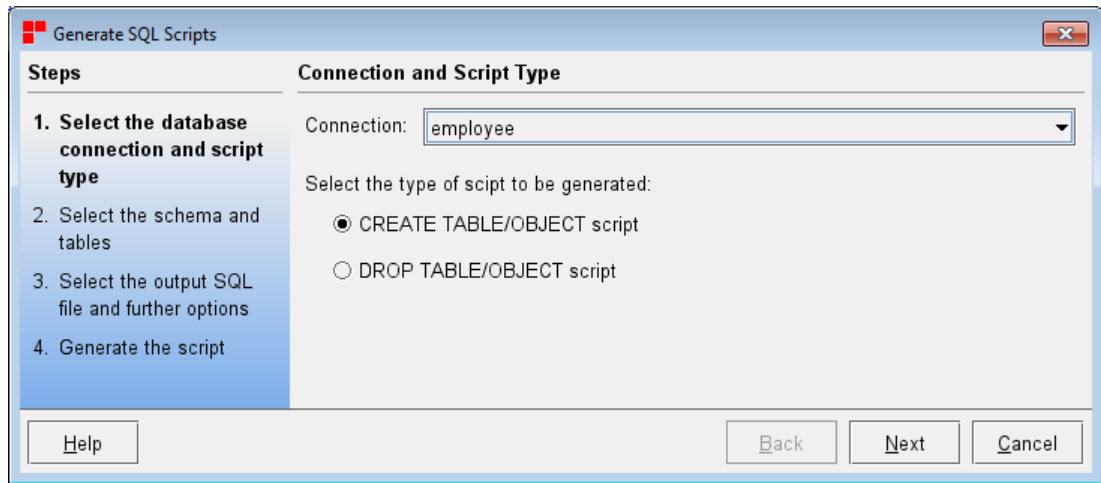 Generate SQL Scripts
Steps
1. Select the database
connection and script
type
2. Select the schema and
tables
3. Select the output SQL
file and further options
4. Generate the script
Connection and Script Type
Connection: employee
Select the type of scipt to be generated:
CREATE TABLE/OBJECT script
DROP TABLE/OBJECT script
Help
Back
Next
Cancel